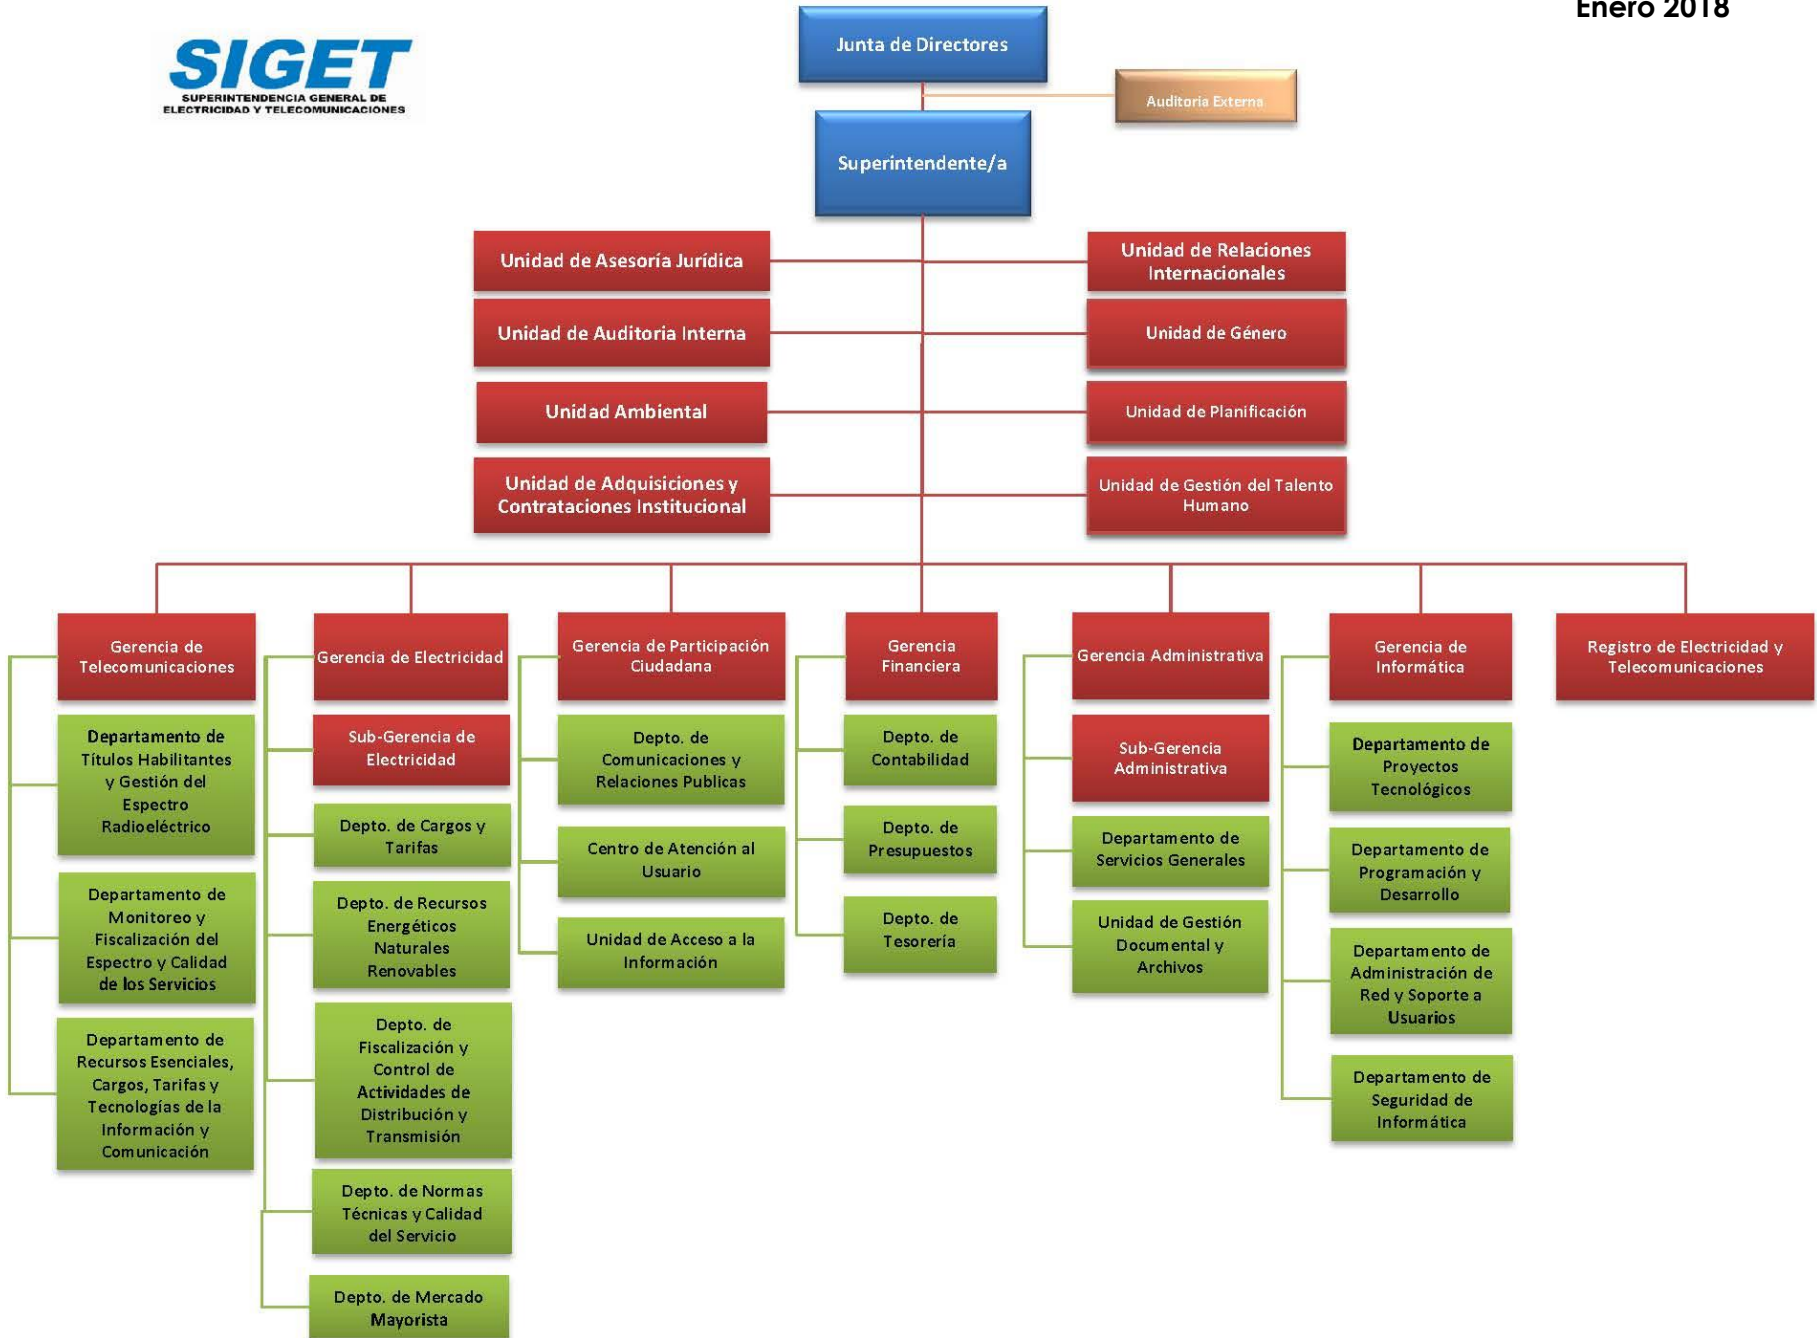 Enero 2018
SIGET
SUPERINTENDENCIA GENERAL DE
ELECTRICIDAD Y TELECOMUNICACIONES
Junta de Directores
Auditoria Externa
Superintendente/a
Unidad de Asesoría Jurídica
Unidad de Relaciones
Internacionales
Unidad de Auditoria Interna
Unidad de Género
Unidad Ambiental
Unidad de Planificación
Unidad de Adquisiciones y
Contrataciones Institucional
Unidad de Gestión del Talento
Humano
Gerencia de
Telecomunicaciones
Departamento de
Títulos Habilitantes
y Gestión del
Espectro
Radioeléctrico
Departamento de
Monitoreo y
Fiscalización del
Espectro y Calidad
de los Servicios
Departamento de
Recursos Esenciales,
Cargos, Tarifas y
Tecnologías de la
Información y
Comunicación
Gerencia de Electricidad
Sub-Gerencia de
Electricidad
Depto. de Cargos y
Tarifas
Depto. de Recursos
Energéticos
Naturales
Renovables
Depto. de
Fiscalización y
Control de
Actividades de
Distribución y
Transmisión
Depto. de Normas
Técnicas y Calidad
del Servicio
Depto. de Mercado
Mayorista
Gerencia de Participación
Ciudadana
Depto. de
Comunicaciones y
Relaciones Publicas
Centro de Atención al
Usuario
Unidad de Acceso a la
Información
Gerencia
Financiera
Depto. de
Contabilidad
Depto. de
Presupuestos
Depto. de
Tesorería
Gerencia Administrativa
Sub-Gerencia
Administrativa
Departamento de
Servicios Generales
Unidad de Gestión
Documental y
Archivos
Gerencia de
Informática
Departamento de
Proyectos
Tecnológicos
Departamento de
Programación y
Desarrollo
Departamento de
Administración de
Red y Soporte a
Usuarios
Departamento de
Seguridad de
Informática
Registro de Electricidad y
Telecomunicaciones